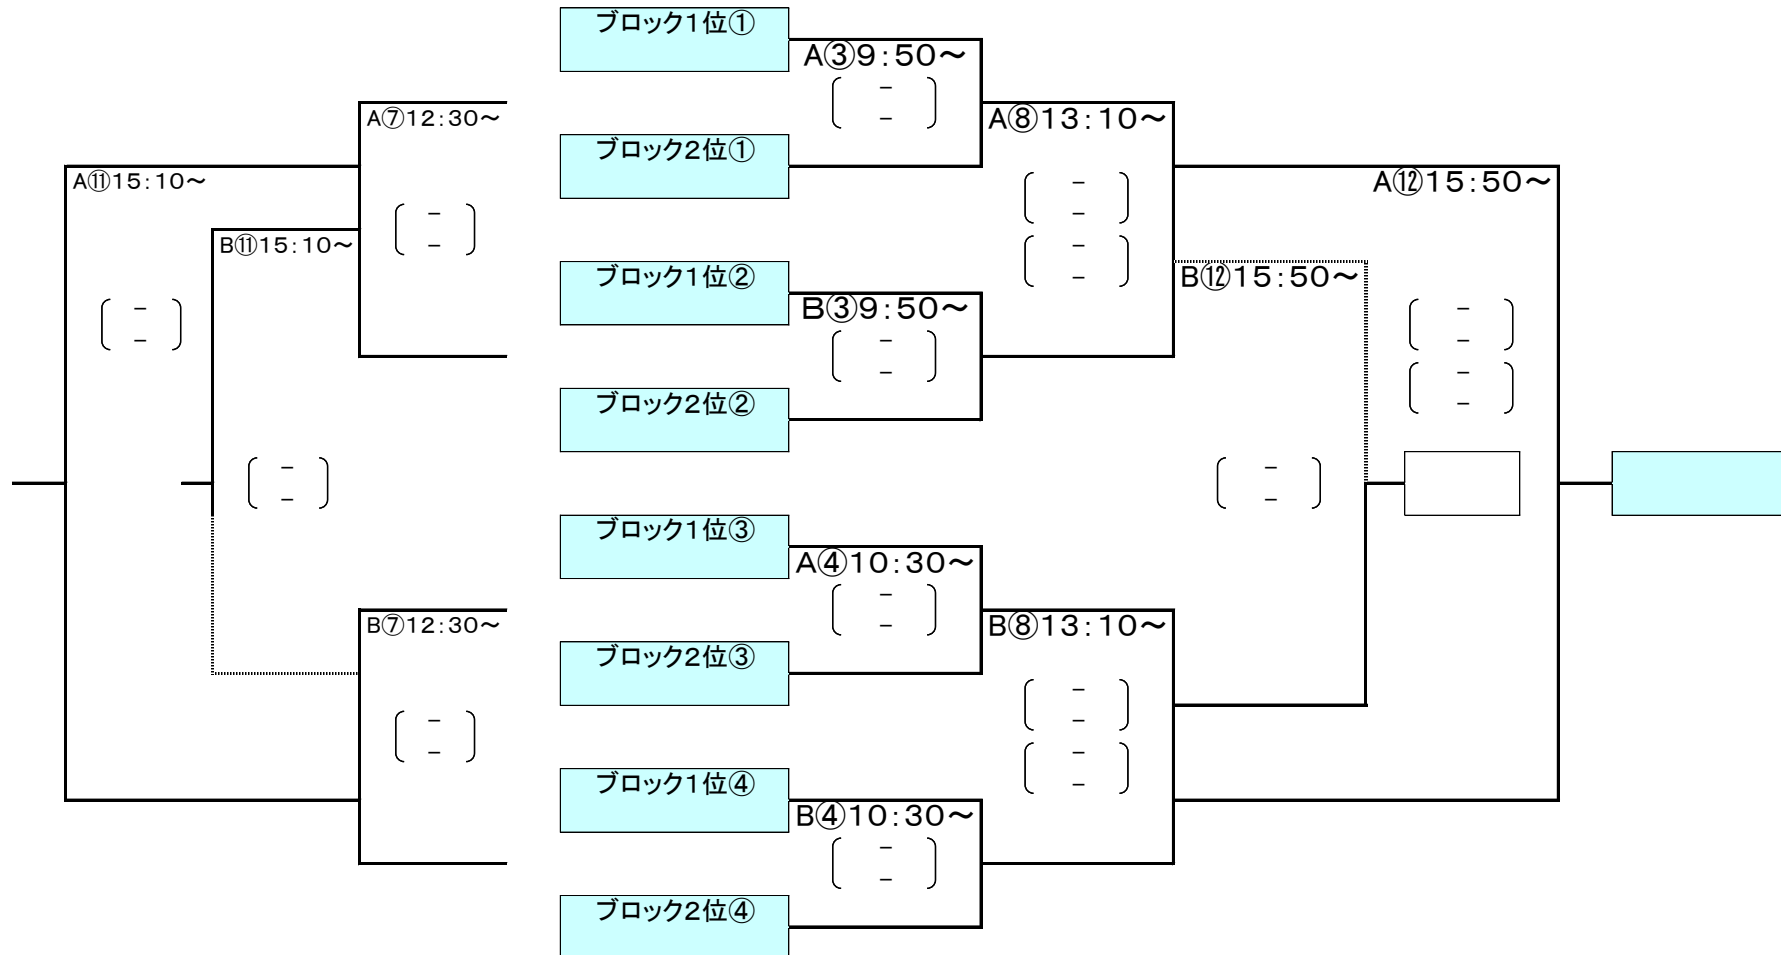 ブロック1位①
A③9:50～
－
－
A⑦12:30～
A⑧13:10～
ブロック2位①
A⑪15:10～
A⑫15:50～
－
－
－
－
B⑪15:10～
－
－
ブロック1位②
B⑫15:50～
B③9:50～
－
－
－
－
－
－
－
－
ブロック2位②
－
－
－
－
ブロック1位③
A④10:30～
－
－
B⑦12:30～
B⑧13:10～
ブロック2位③
－
－
－
－
－
－
ブロック1位④
B④10:30～
－
－
ブロック2位④